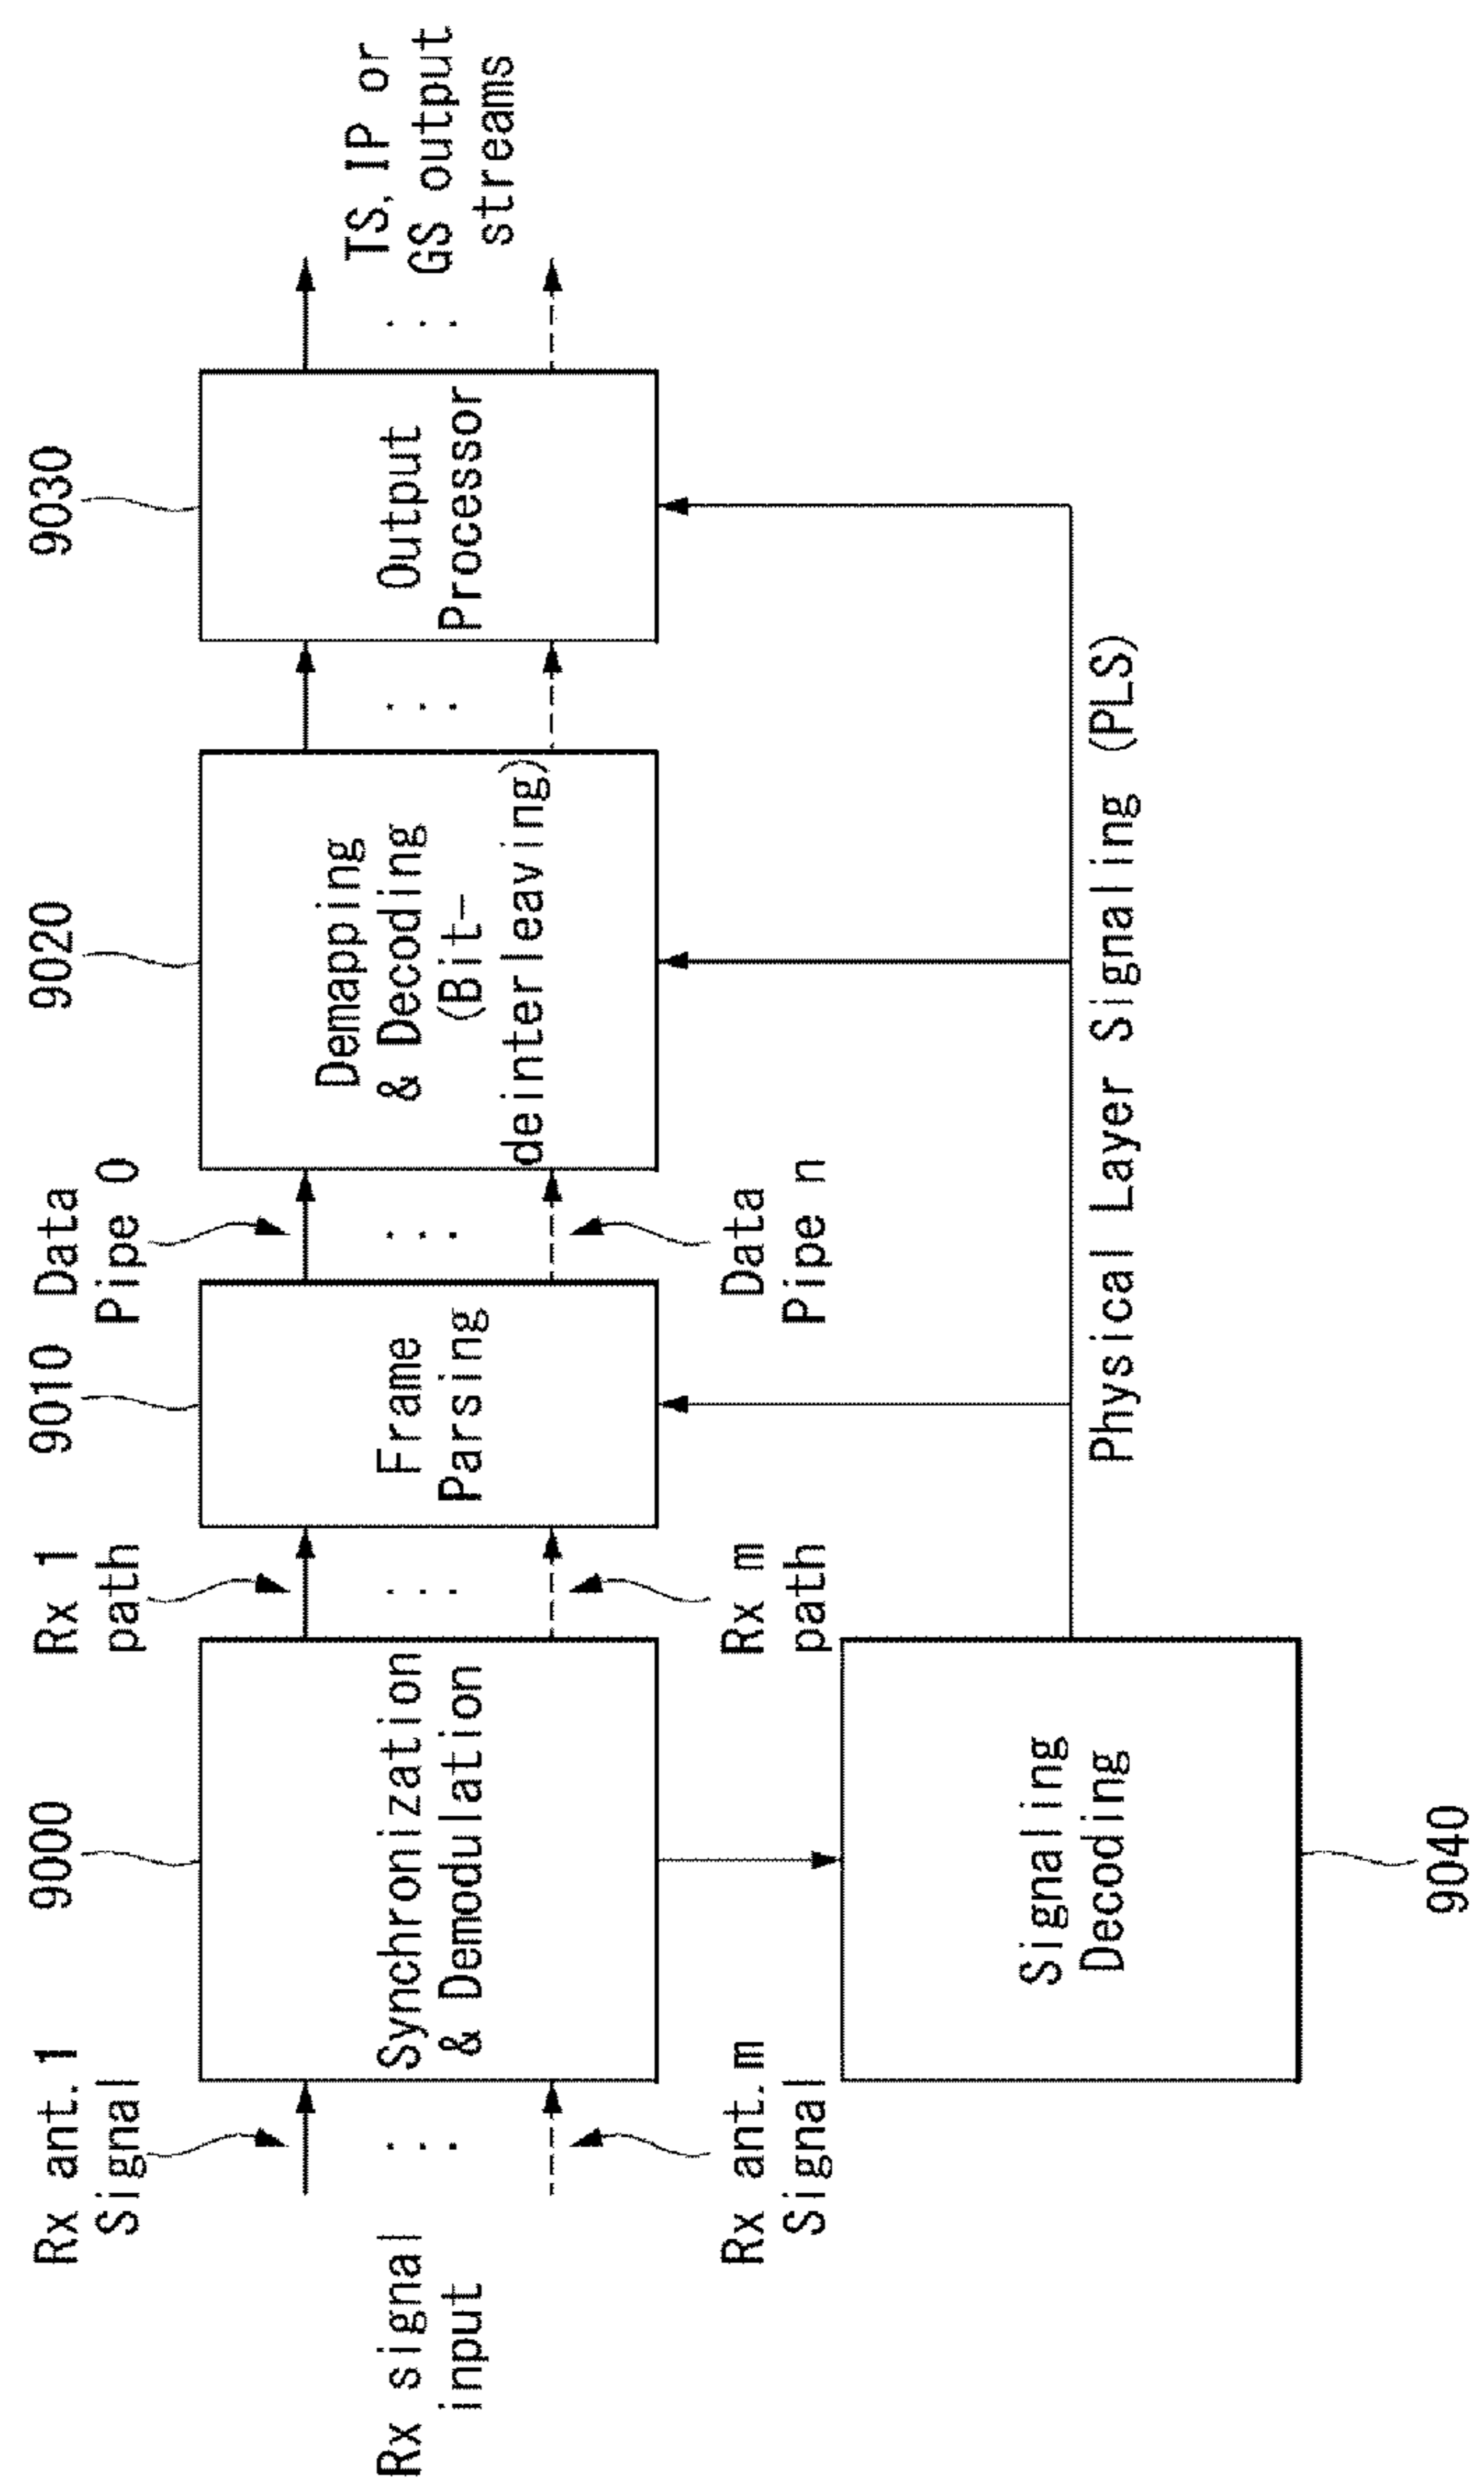 Rx signal
input
Rx ant.1
Signal
Rx ant.m
Signal
9000
Synchronization
& Demodulation
Rx 1
path
Rx m
path
9010
Frame
Parsing
Data
Pipe 0
Data
Pipe n
9020
Demapping
& Decoding
(Bit-
deinterleaving)
9030
Output
Processor
TS, IP or
GS output
streams
Signaling
Decoding
9040
Physical Layer Signaling (PLS)